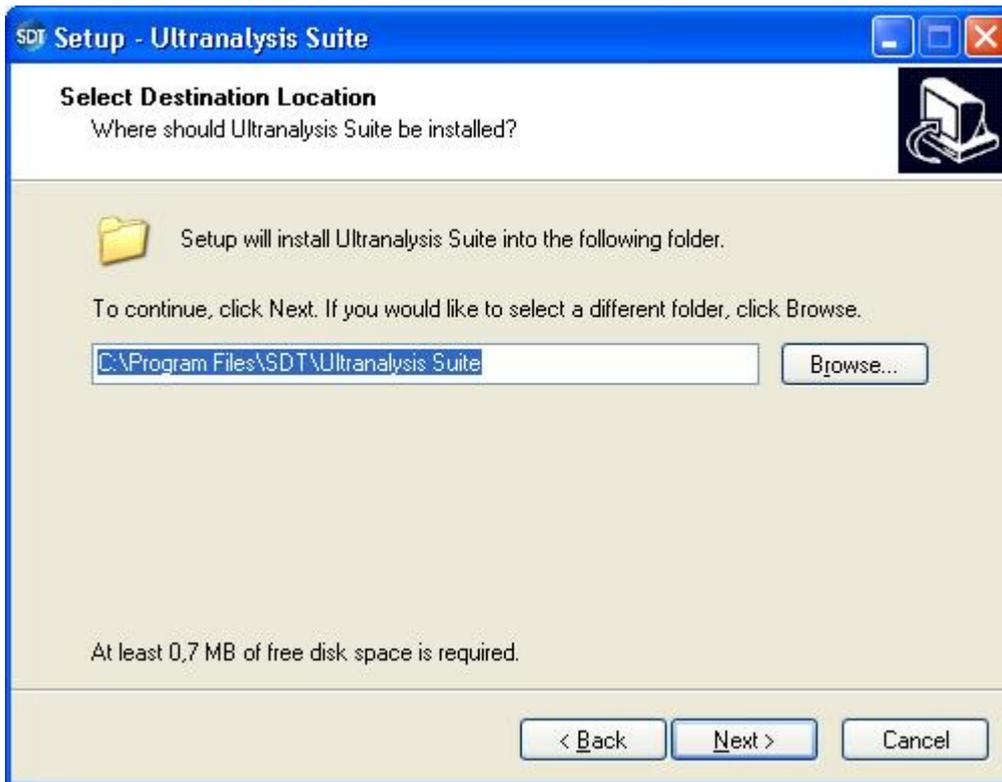 SDT Setup - Ultranalysis Suite
Select Destination Location
Where should Ultranalysis Suite be installed?
Setup will install Ultranalysis Suite into the following folder.
To continue, click Next. If you would like to select a different folder, click Browse.
C:\Program Files\SDT\Ultranalysis Suite
Browse...
At least 0,7 MB of free disk space is required.
< Back
Next >
Cancel